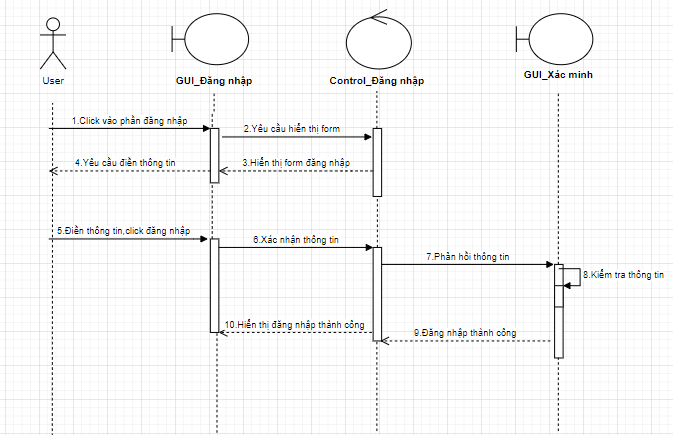 User
GUI_Đăng nhập
Control_Đăng nhập
GUI_Xác minh
1.Click vào phần đăng nhập
2.Yêu cầu hiển thị form
3.Hiển thị form đăng nhập
4.Yêu cầu điền thông tin
5.Điền thông tin,click đăng nhập
6.Xác nhận thông tin
7.Phản hồi thông tin
8.Kiểm tra thông tin
10.Hiển thị đăng nhập thành công
9.Đăng nhập thành công